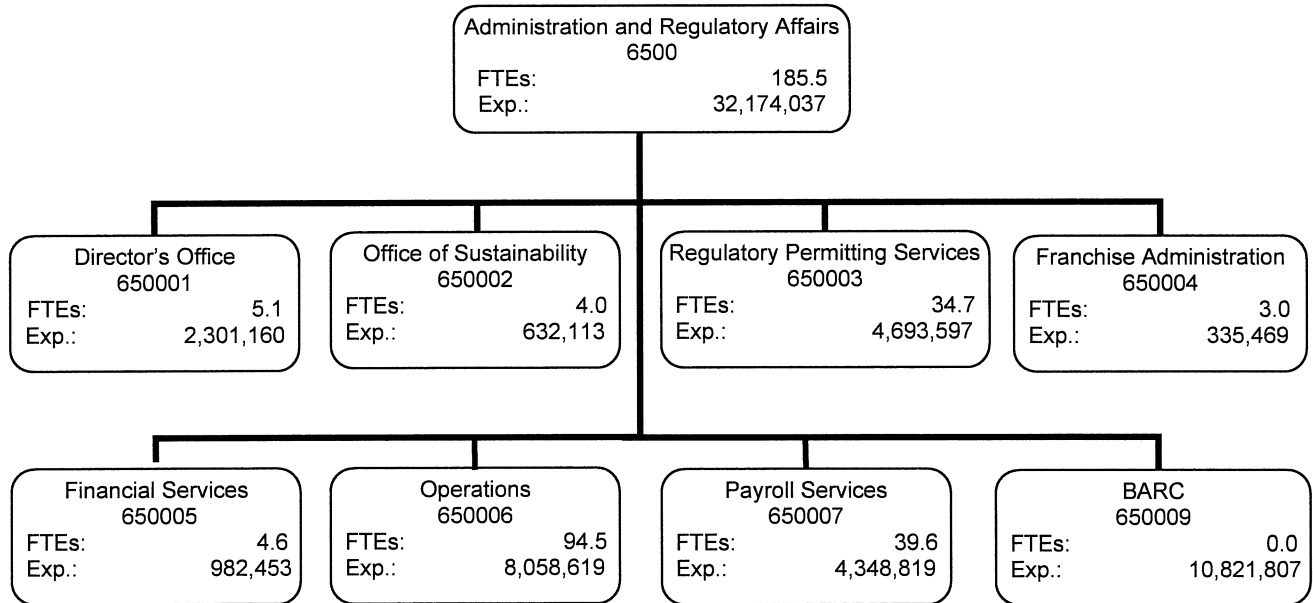 Administration and Regulatory Affairs
6500
FTEs: 185.5
Exp.: 32,174,037
Director's Office
650001
FTEs: 5.1
Exp.: 2,301,160
Office of Sustainability
650002
FTEs: 4.0
Exp.: 632,113
Regulatory Permitting Services
650003
FTEs: 34.7
Exp.: 4,693,597
Franchise Administration
650004
FTEs: 3.0
Exp.: 335,469
Financial Services
650005
FTEs: 4.6
Exp.: 982,453
Operations
650006
FTEs: 94.5
Exp.: 8,058,619
Payroll Services
650007
FTEs: 39.6
Exp.: 4,348,819
BARC
650009
FTEs: 0.0
Exp.: 10,821,807